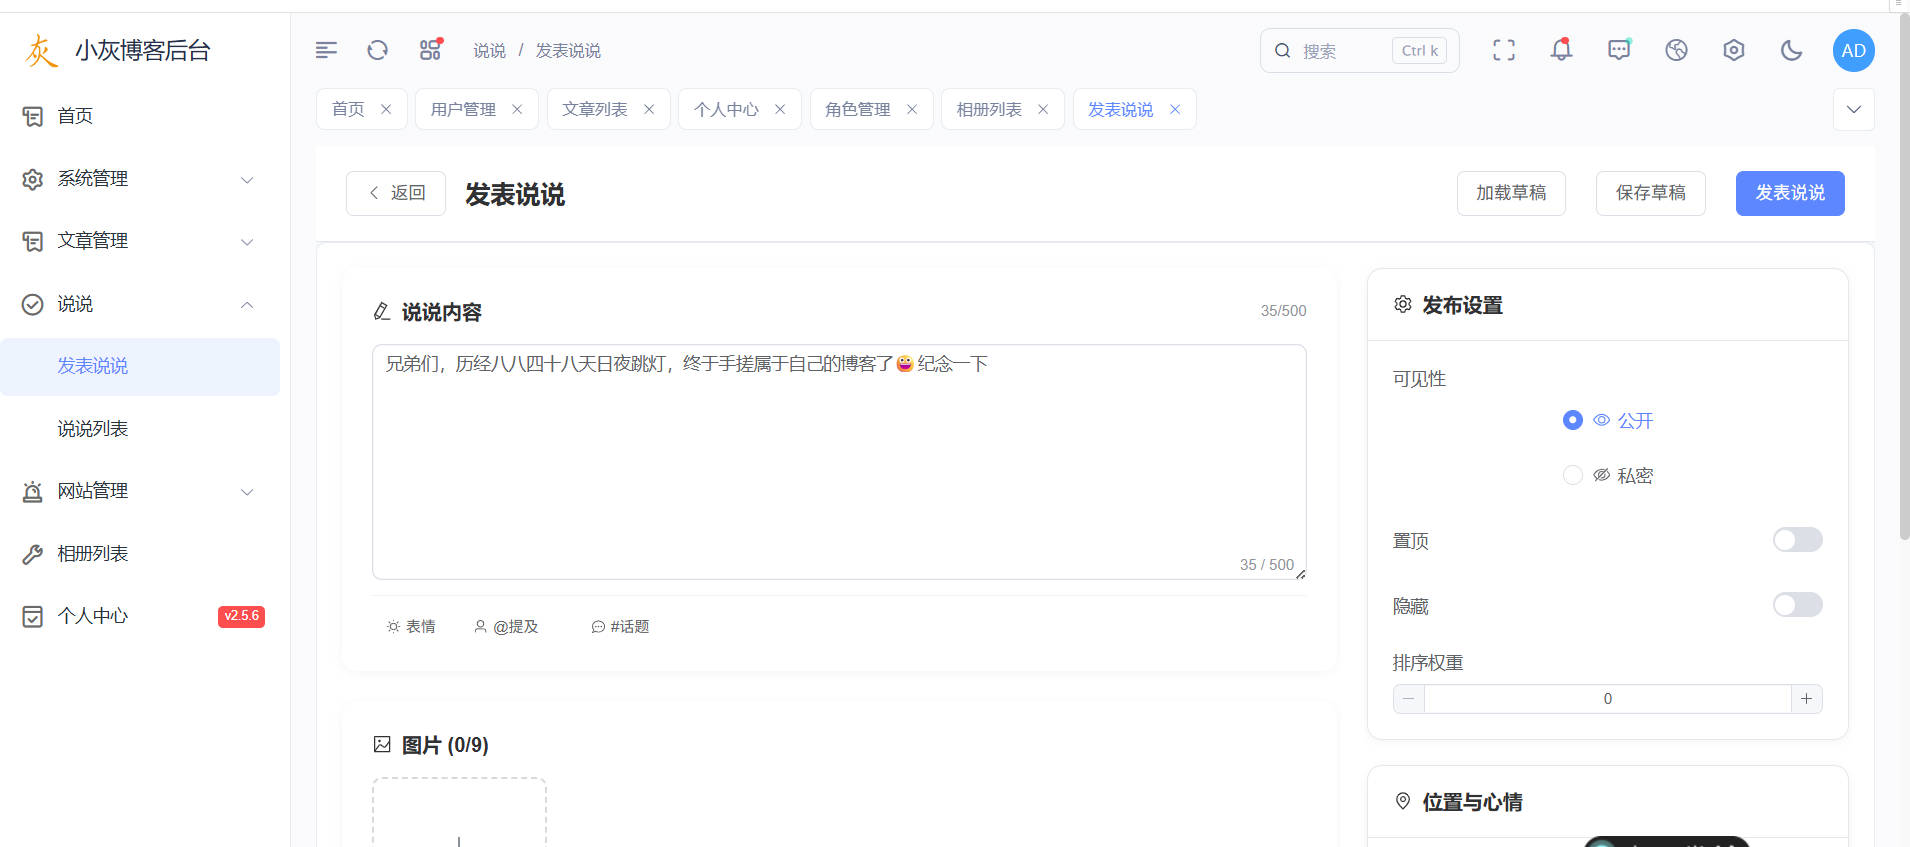 灰 小灰博客后台
首页
系统管理
文章管理
说说
发表说说
说说列表
网站管理
相册列表
个人中心 v2.5.6
说说 / 发表说说
搜索 Ctrl k
AD
首页 用户管理 文章列表 个人中心 角色管理 相册列表 发表说说
返回 发表说说
加载草稿 保存草稿 发表说说
说说内容 35/500
兄弟们，历经八八四十八天日夜跳灯，终于手搓属于自己的博客了😝纪念一下
35 / 500
表情 @提及 #话题
图片 (0/9)
发布设置
可见性
公开
私密
置顶
隐藏
排序权重
0
位置与心情